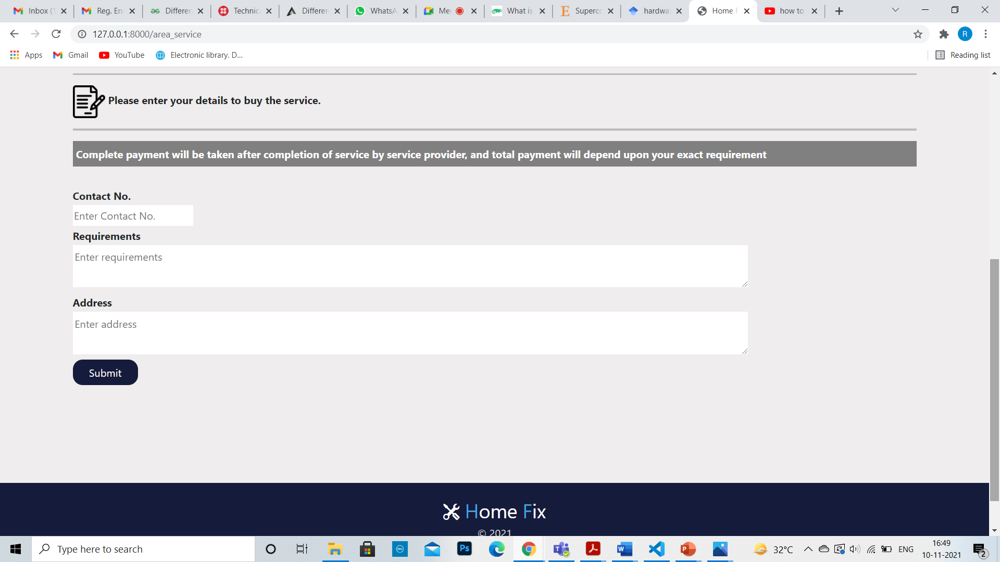 Inbox (1
Reg. En
Differen
Technica
Differen
WhatsA
Mee
What is
Superco
hardwa
Home F
how to
127.0.0.1:8000/area_service
R
Apps
Gmail
YouTube
Electronic library. D...
Reading list
Please enter your details to buy the service.
Complete payment will be taken after completion of service by service provider, and total payment will depend upon your exact requirement
Contact No.
Enter Contact No.
Requirements
Enter requirements
Address
Enter address
Submit
Home Fix
© 2021
Type here to search
DELL
Ps
W
P
32°C
ENG
16:49
10-11-2021
2